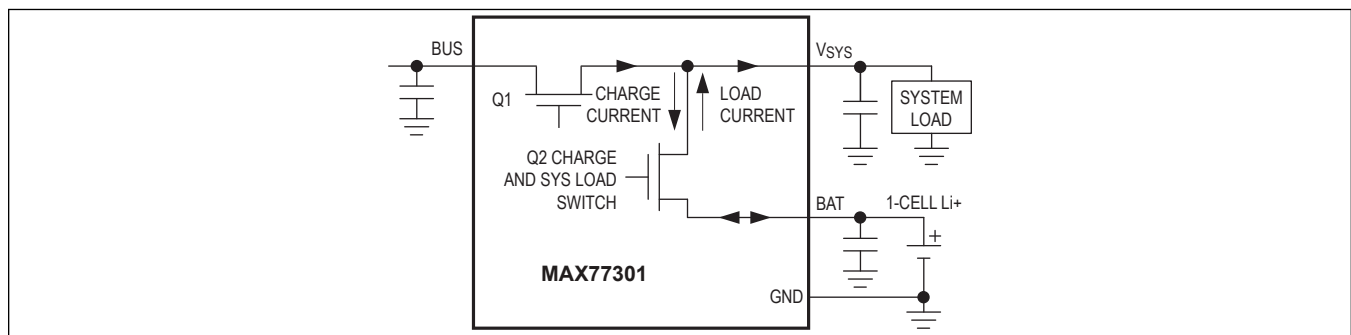 BUS
VSYS
Q1
CHARGE
CURRENT
LOAD
CURRENT
SYSTEM
LOAD
Q2 CHARGE
AND SYS LOAD
SWITCH
BAT
1-CELL Li+
+
MAX77301
GND